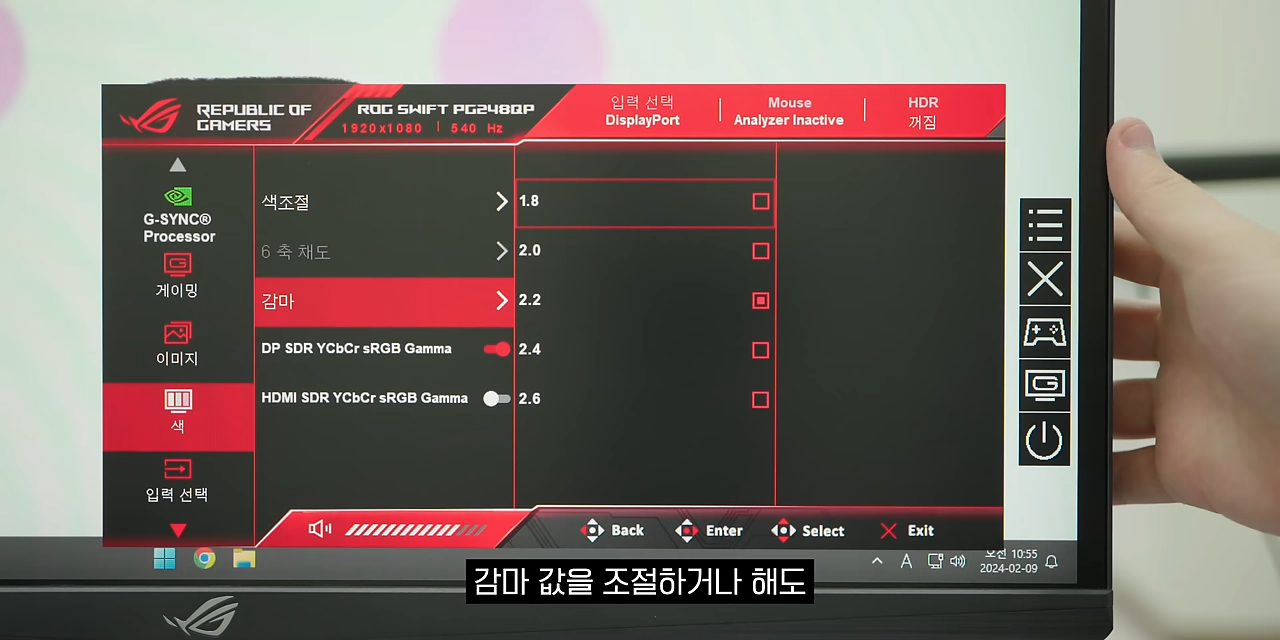 REPUBLIC OF
GAMERS
ROG SWIFT PG248QP
1920x1080 | 540 Hz
입력 선택
DisplayPort
Mouse
Analyzer Inactive
HDR
꺼짐
G-SYNC®
Processor
게이밍
이미지
색
입력 선택
색조절
6 축 채도
감마
DP SDR YCbCr sRGB Gamma
HDMI SDR YCbCr sRGB Gamma
1.8
2.0
2.2
2.4
2.6
Back
Enter
Select
Exit
A
오전 10:55
2024-02-09
감마 값을 조절하거나 해도